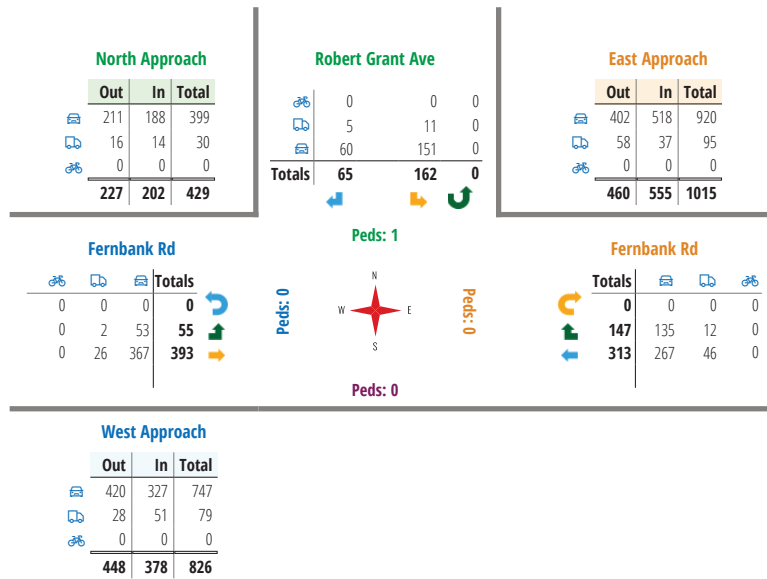 North Approach
Out In Total
211 188 399
16 14 30
0 0 0
227 202 429
Robert Grant Ave
0 0 0
5 11 0
60 151 0
Totals 65 162 0
East Approach
Out In Total
402 518 920
58 37 95
0 0 0
460 555 1015
Peds: 1
Fernbank Rd
Totals
0 0 0 0
0 2 53 55
0 26 367 393
Peds: 0
N
W E
S
Peds: 0
Peds: 0
Fernbank Rd
Totals
0 0 0 0
147 135 12 0
313 267 46 0
West Approach
Out In Total
420 327 747
28 51 79
0 0 0
448 378 826